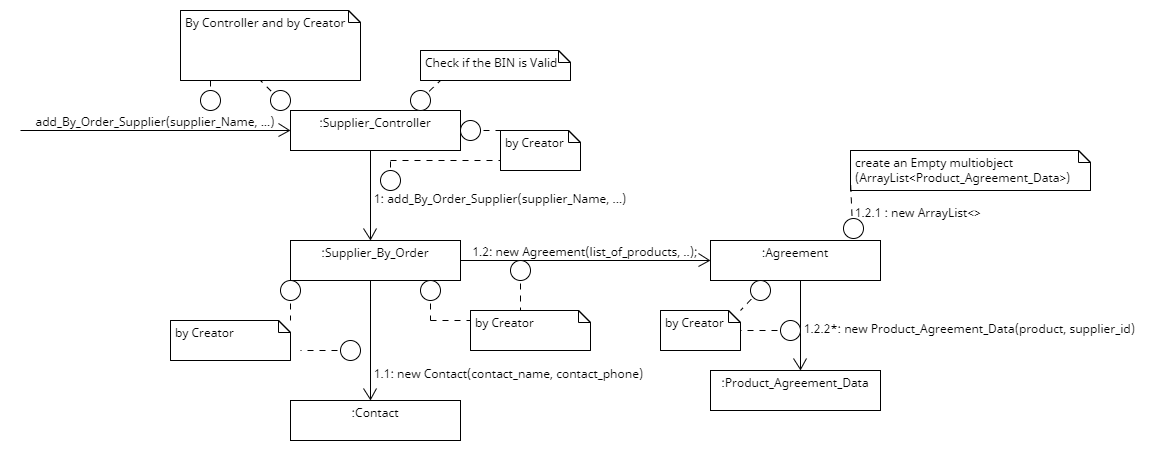 By Controller and by Creator
Check if the BIN is Valid
add_By_Order_Supplier(supplier_Name, ...)
:Supplier_Controller
by Creator
create an Empty multiobject
(ArrayList<Product_Agreement_Data>)
1: add_By_Order_Supplier(supplier_Name, ...)
1.2.1 : new ArrayList<>
:Supplier_By_Order
1.2: new Agreement(list_of_products, ..);
:Agreement
by Creator
by Creator
by Creator
1.2.2*: new Product_Agreement_Data(product, supplier_id)
1.1: new Contact(contact_name, contact_phone)
:Product_Agreement_Data
:Contact